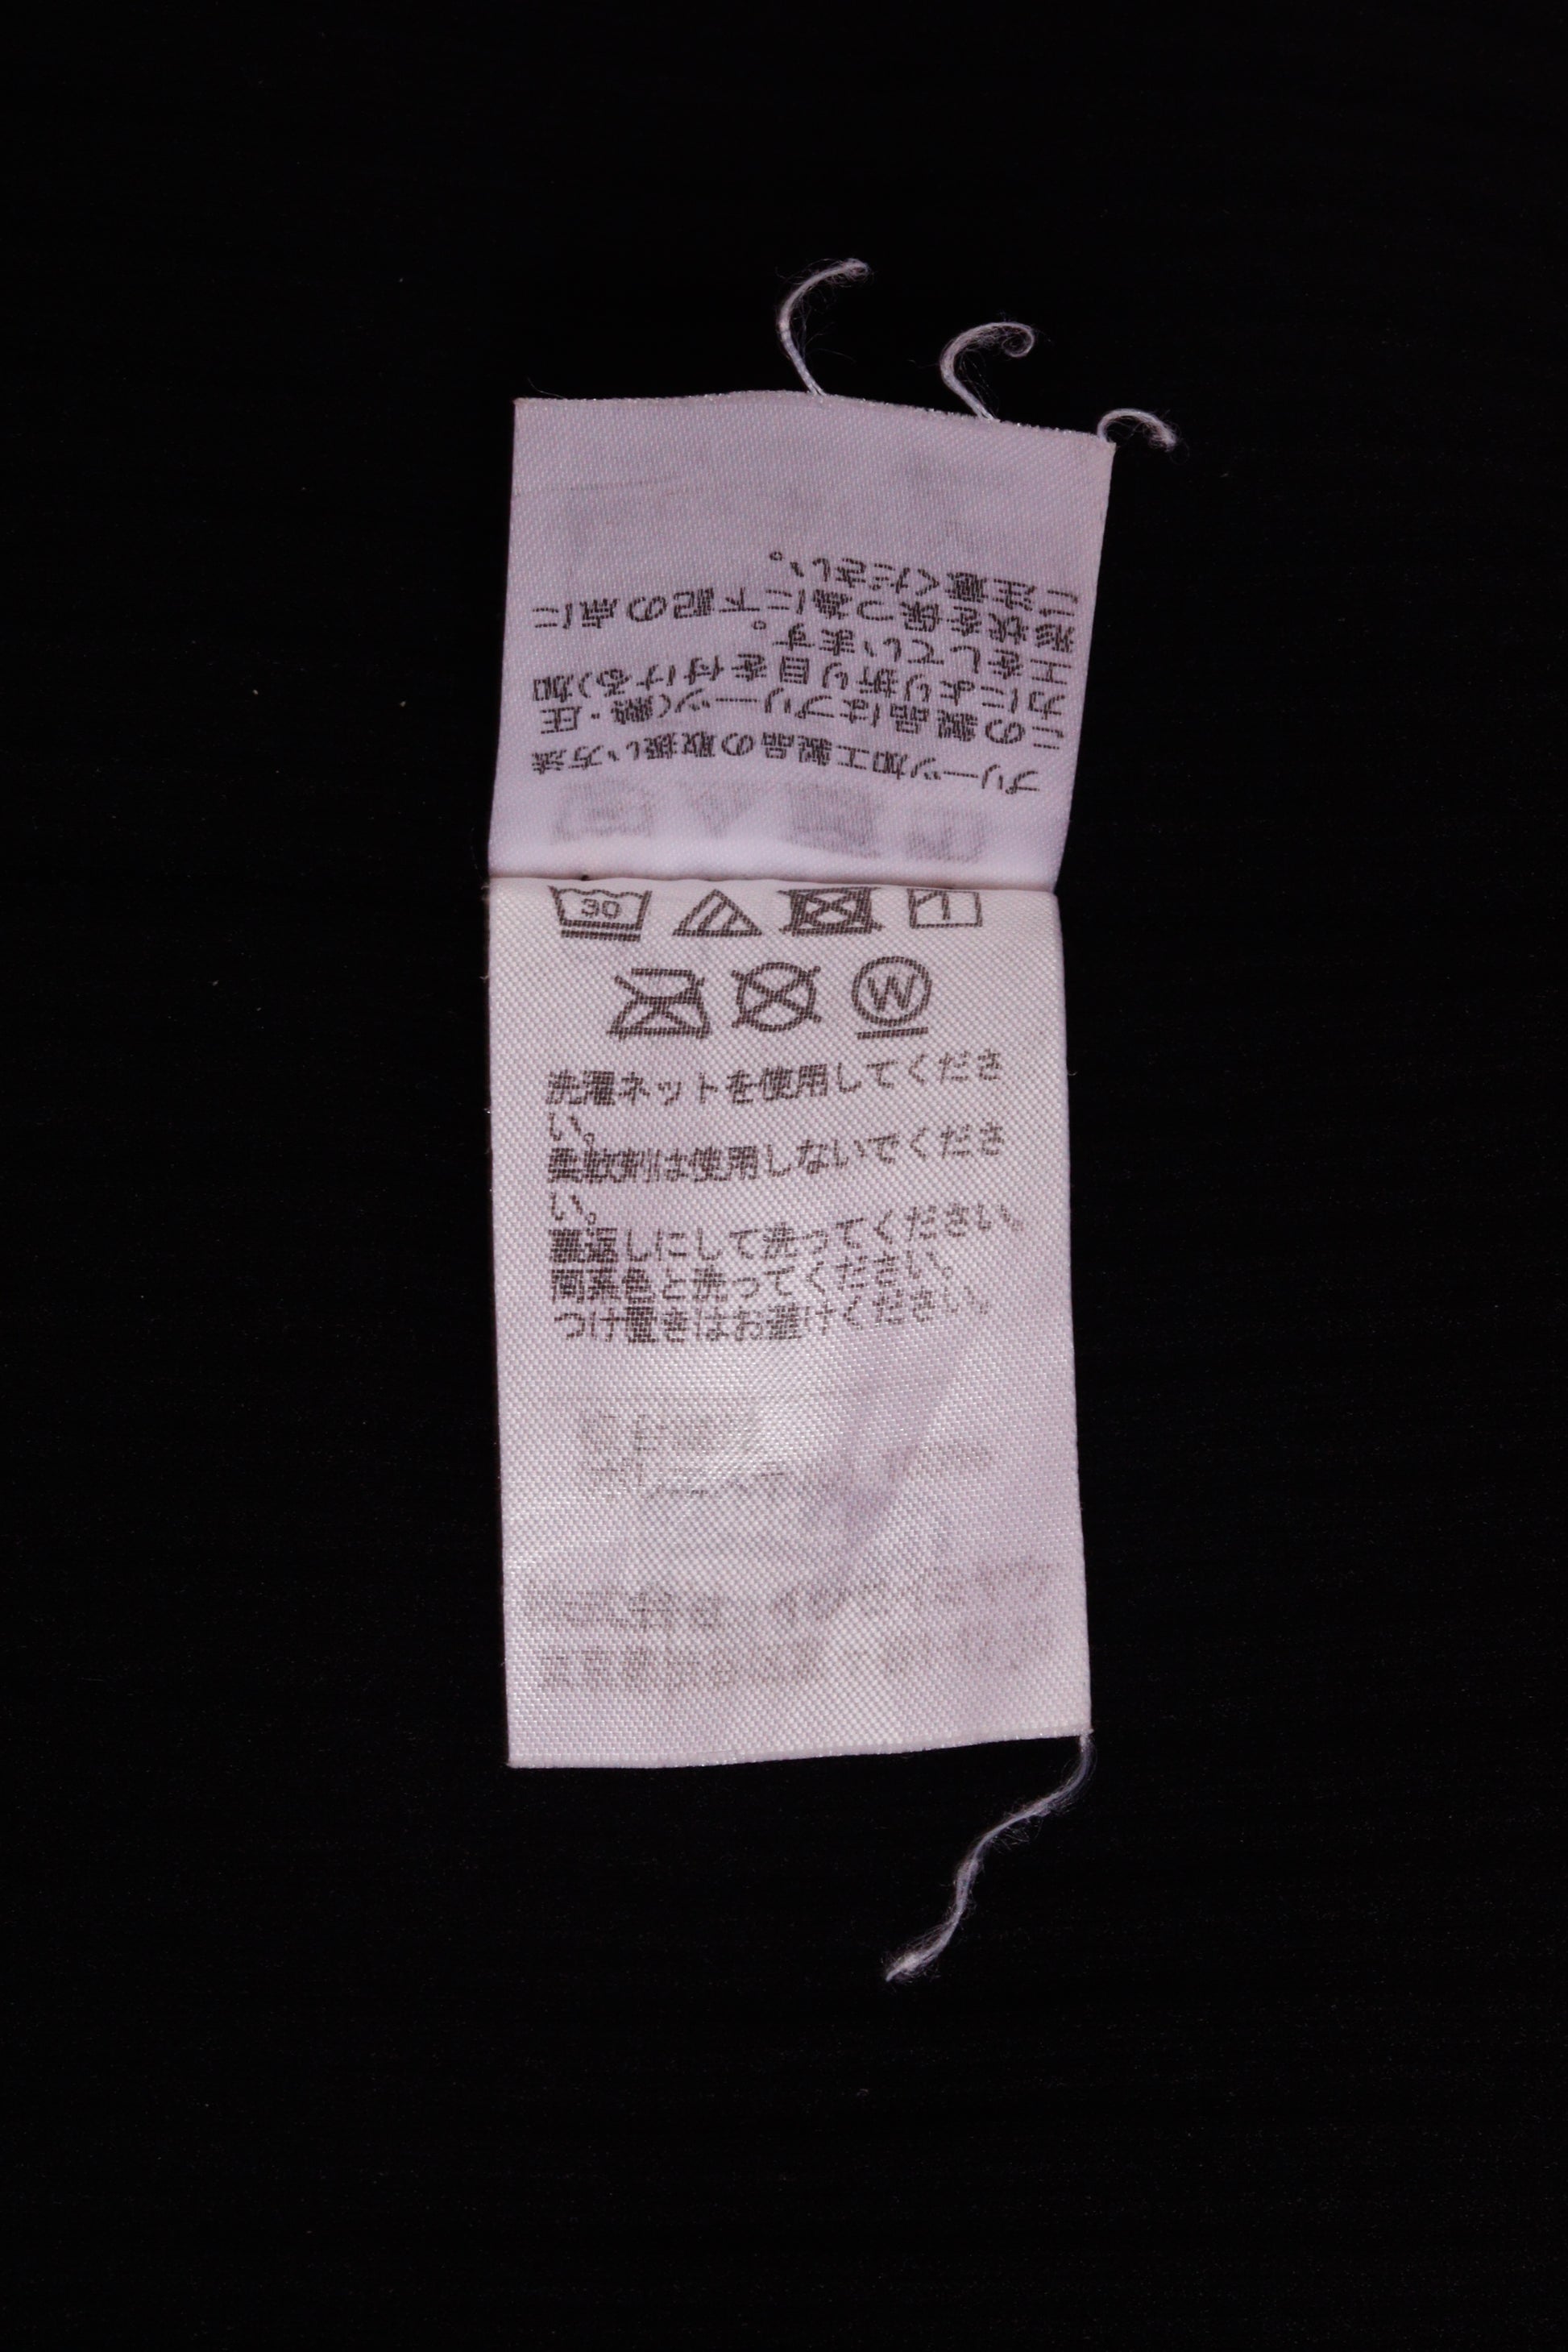 プリーツ加工製品の取扱い方法
この製品はプリーツ(熱・圧
力により折り目を付ける)加
工をしています。
形状を保つ為に下記の点に
ご注意ください。
30
W
洗濯ネットを使用してくださ
い。
柔軟剤は使用しないでくださ
い。
裏返しにして洗ってください。
同系色と洗ってください。
つけ置きはお避けください。